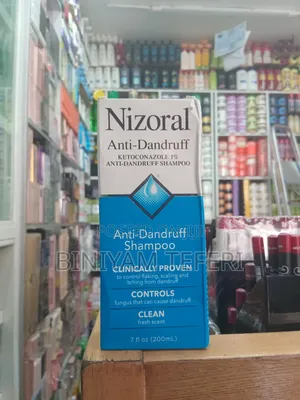 Nizoral®
Anti-Dandruff
KETOCONAZOLE 1%
ANTI-DANDRUFF SHAMPOO
Anti-Dandruff
Shampoo
BINIYAM TEFERI
CLINICALLY PROVEN
to control flaking, scaling and
itching from dandruff
CONTROLS
fungus that can cause dandruff
CLEAN
fresh scent
7 fl oz (200mL)